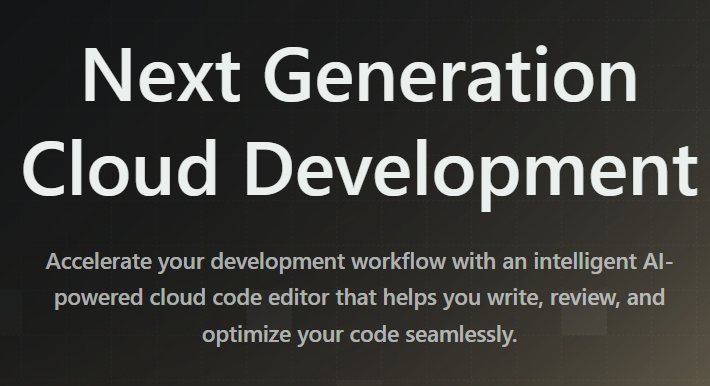 Next Generation
Cloud Development
Accelerate your development workflow with an intelligent AI-
powered cloud code editor that helps you write, review, and
optimize your code seamlessly.